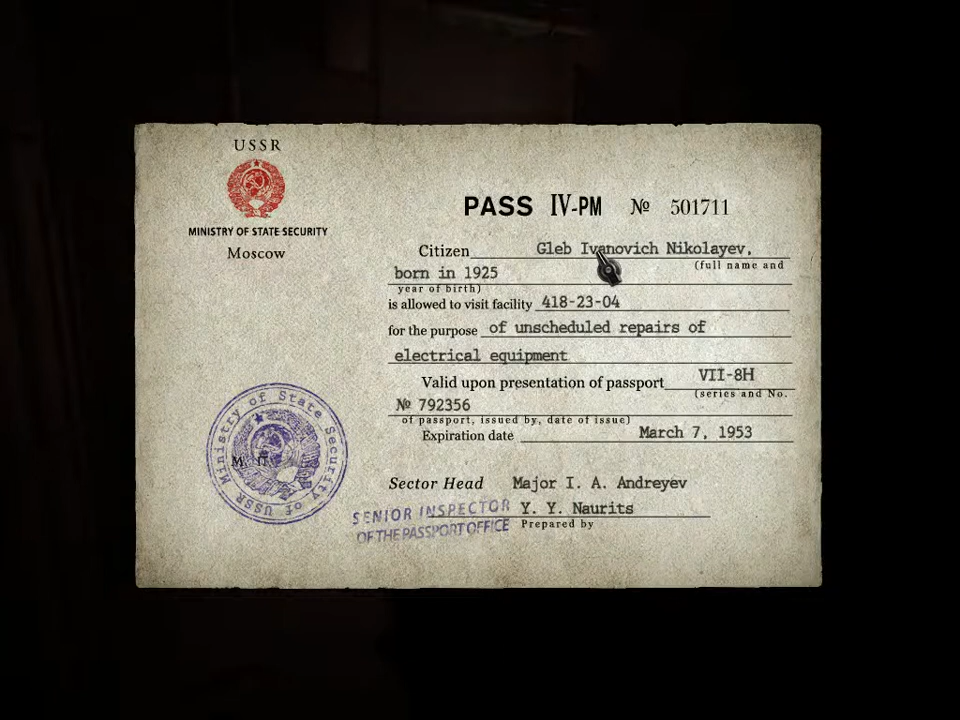 USSR
MINISTRY OF STATE SECURITY
Moscow
PASS IV-PM № 501711
Citizen Gleb Ivanovich Nikolayev,
(full name and
born in 1925
year of birth)
is allowed to visit facility 418-23-04
for the purpose of unscheduled repairs of
electrical equipment
Valid upon presentation of passport VII-8H
(series and No.
№ 792356
of passport, issued by, date of issue)
Expiration date March 7, 1953
Ministry of State Security of USSR
М. П.
Sector Head Major I. A. Andreyev
SENIOR INSPECTOR
OF THE PASSPORT OFFICE
Y. Y. Naurits
Prepared by